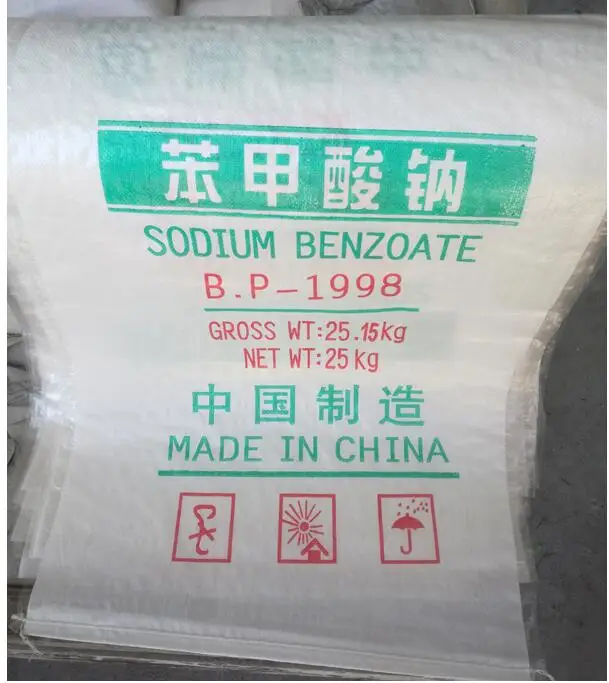 苯甲酸钠
SODIUM BENZOATE
B.P-1998
GROSS WT:25.15kg
NET WT:25kg
中国制造
MADE IN CHINA